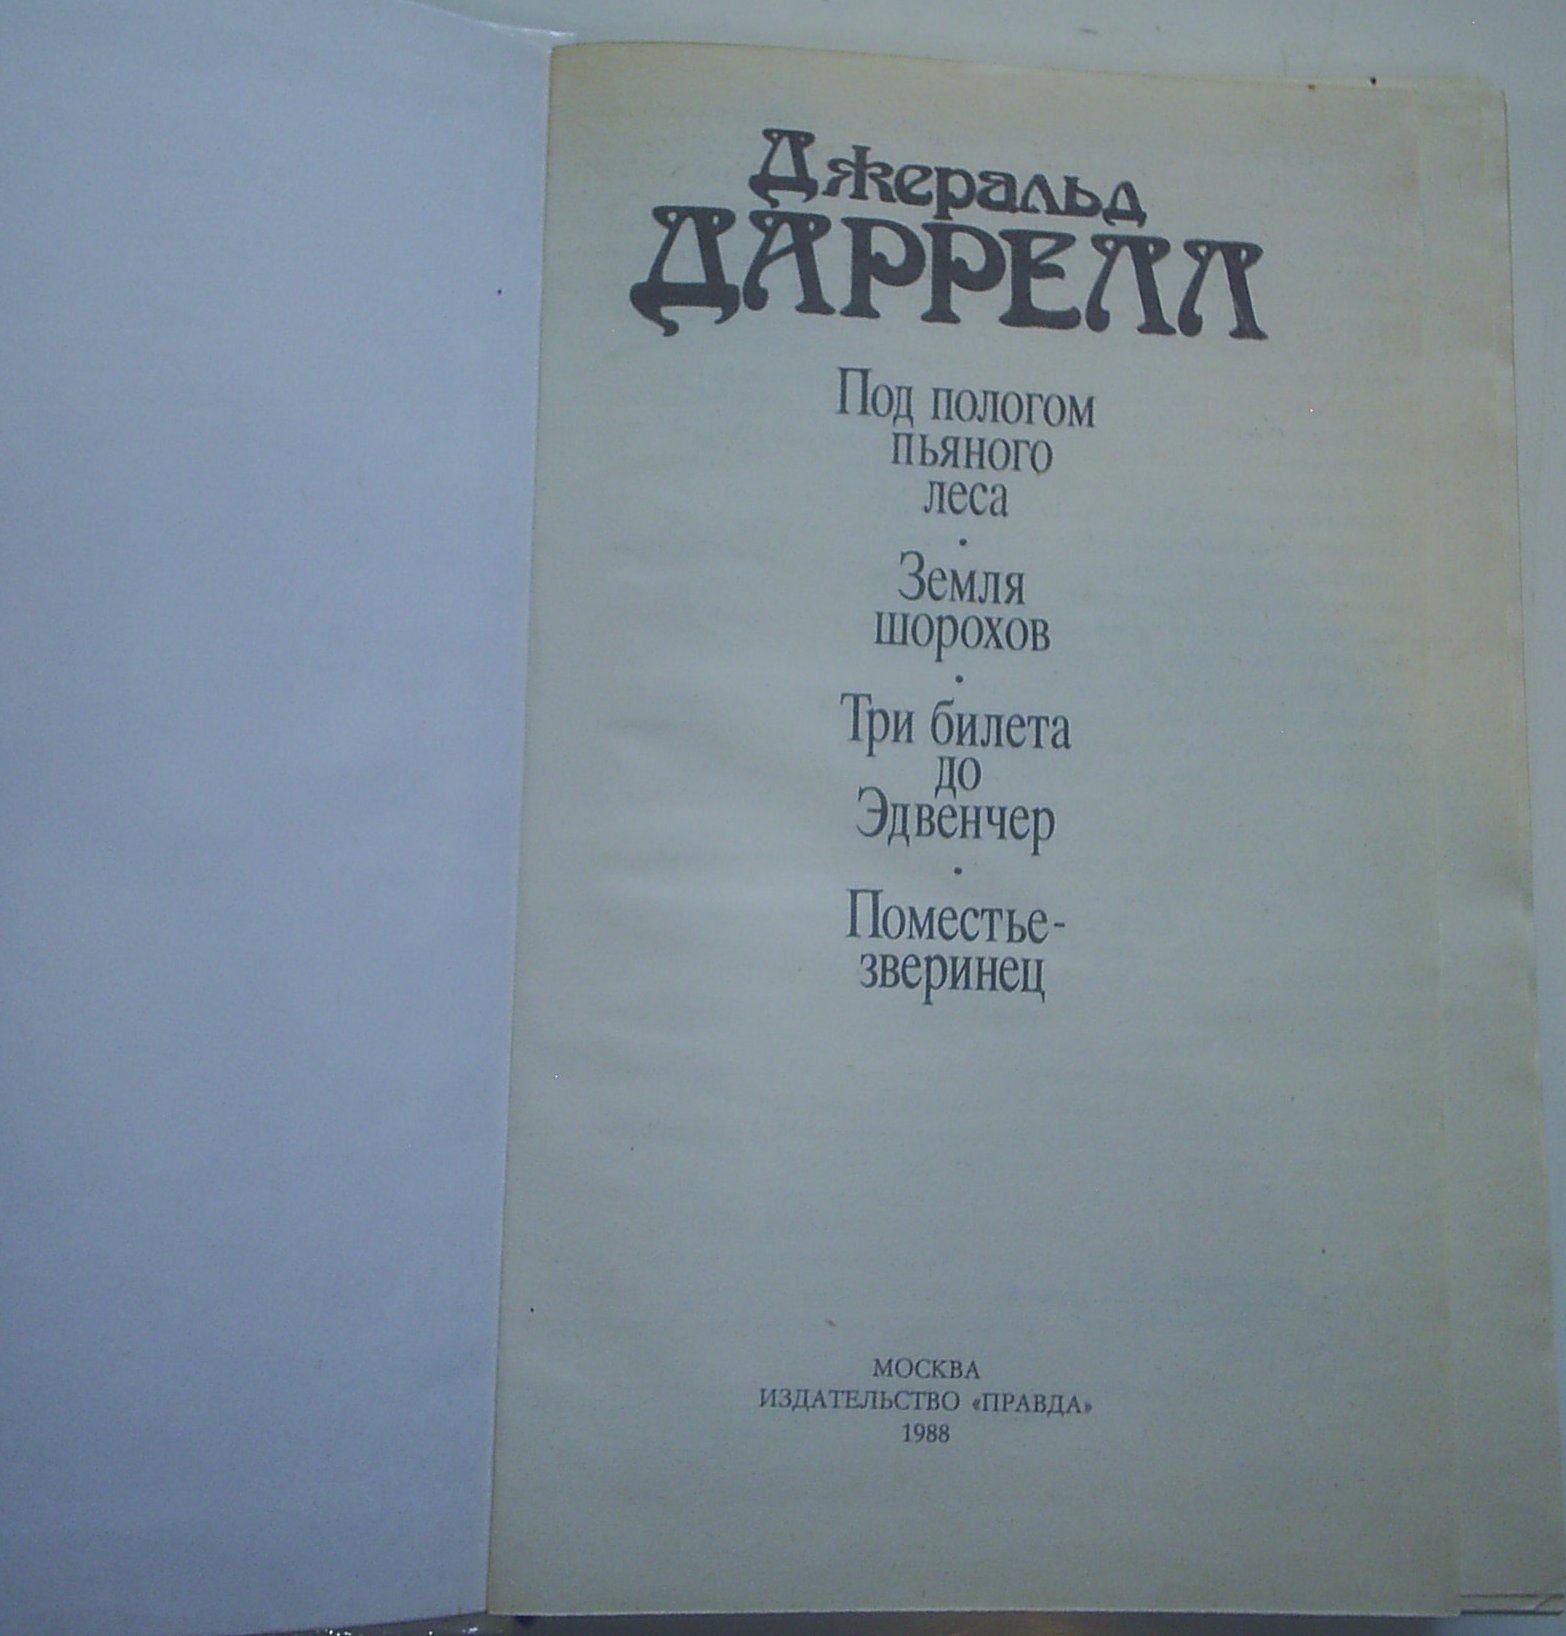 Джеральд
ДАРРЕЛЛ
Под пологом
пьяного
леса
•
Земля
шорохов
•
Три билета
до
Эдвенчер
•
Поместье-
зверинец
МОСКВА
ИЗДАТЕЛЬСТВО «ПРАВДА»
1988